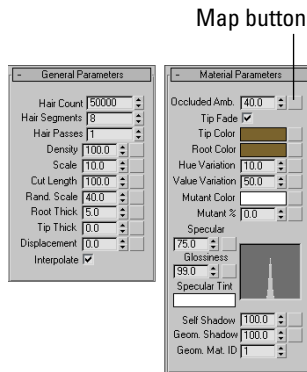 Map button
- General Parameters
Hair Count 50000
Hair Segments 8
Hair Passes 1
Density 100.0
Scale 10.0
Cut Length 100.0
Rand. Scale 40.0
Root Thick 5.0
Tip Thick 0.0
Displacement 0.0
Interpolate
- Material Parameters
Occluded Amb. 40.0
Tip Fade
Tip Color
Root Color
Hue Variation 10.0
Value Variation 50.0
Mutant Color
Mutant % 0.0
Specular
75.0
Glossiness
99.0
Specular Tint
Self Shadow 100.0
Geom. Shadow 100.0
Geom. Mat. ID 1